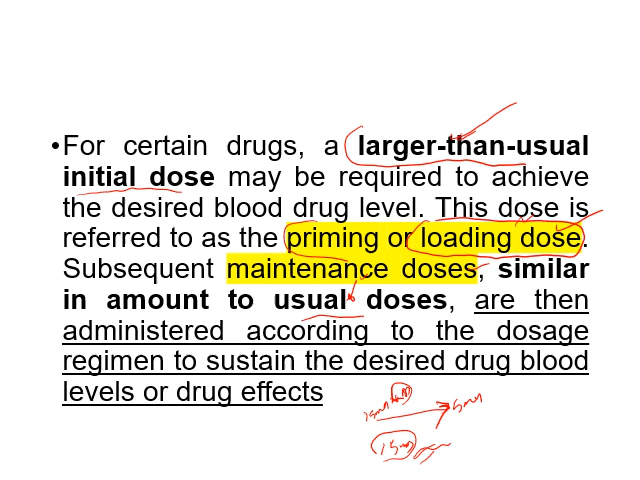 •For certain drugs, a larger-than-usual
initial dose may be required to achieve
the desired blood drug level. This dose is
referred to as the priming or loading dose.
Subsequent maintenance doses, similar
in amount to usual doses, are then
administered according to the dosage
regimen to sustain the desired drug blood
levels or drug effects